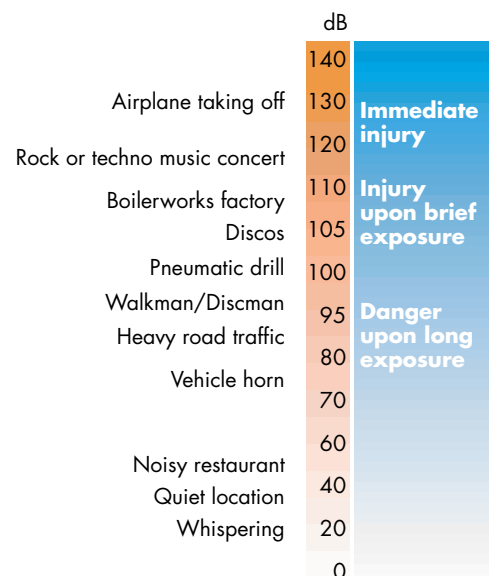 dB
140
Airplane taking off
130
Immediate
injury
120
Rock or techno music concert
110
Injury
upon brief
exposure
Boilerworks factory
105
Discos
Pneumatic drill
100
Walkman/Discman
95
Danger
upon long
exposure
Heavy road traffic
80
Vehicle horn
70
60
Noisy restaurant
40
Quiet location
20
Whispering
0